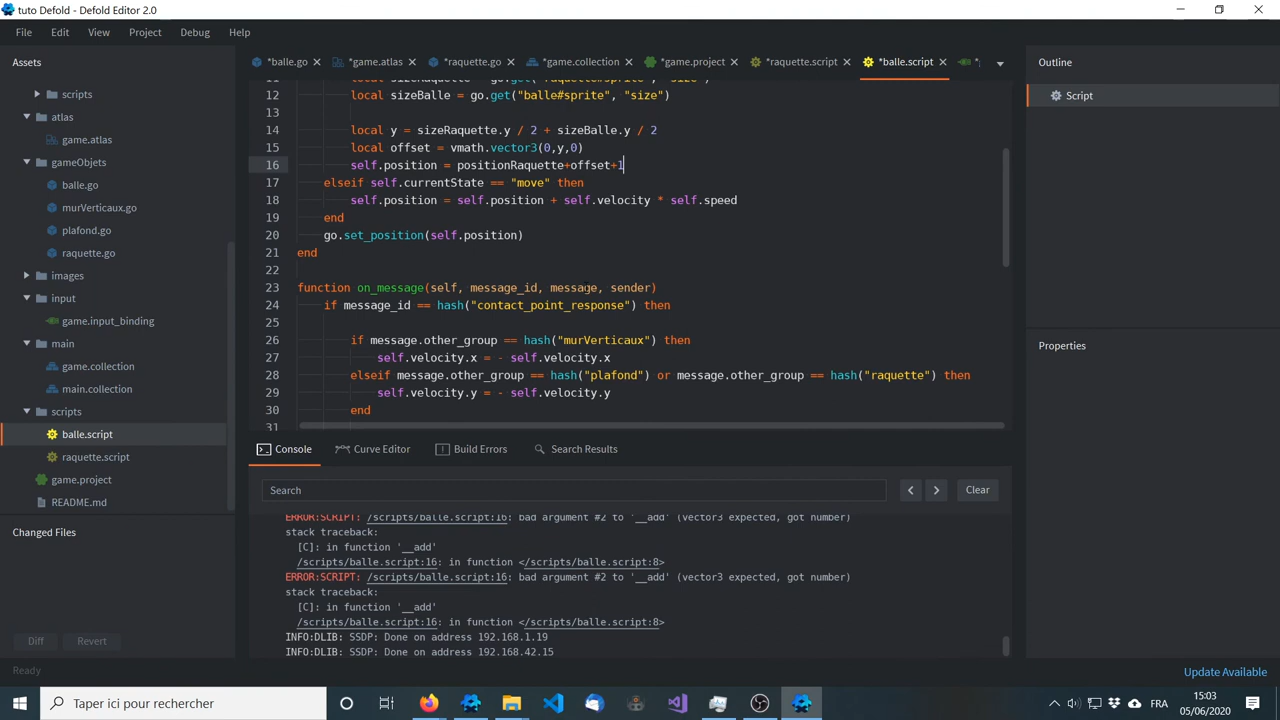 tuto Defold - Defold Editor 2.0
File Edit View Project Debug Help
Assets
scripts
atlas
game.atlas
gameObjets
balle.go
murVerticaux.go
plafond.go
raquette.go
images
input
game.input_binding
main
game.collection
main.collection
scripts
balle.script
raquette.script
game.project
README.md
Changed Files
Diff Revert
Ready
*balle.go *game.atlas *raquette.go *game.collection *game.project *raquette.script *balle.script *
11 local sizeRaquette = go.get("raquette#sprite", "size")
12 local sizeBalle = go.get("balle#sprite", "size")
13
14 local y = sizeRaquette.y / 2 + sizeBalle.y / 2
15 local offset = vmath.vector3(0,y,0)
16 self.position = positionRaquette+offset+1
17 elseif self.currentState == "move" then
18 self.position = self.position + self.velocity * self.speed
19 end
20 go.set_position(self.position)
21 end
22
23 function on_message(self, message_id, message, sender)
24 if message_id == hash("contact_point_response") then
25
26 if message.other_group == hash("murVerticaux") then
27 self.velocity.x = - self.velocity.x
28 elseif message.other_group == hash("plafond") or message.other_group == hash("raquette") then
29 self.velocity.y = - self.velocity.y
30 end
31
Console Curve Editor Build Errors Search Results
Search Clear
ERROR:SCRIPT: /scripts/balle.script:16: bad argument #2 to '__add' (vector3 expected, got number)
stack traceback:
[C]: in function '__add'
/scripts/balle.script:16: in function </scripts/balle.script:8>
ERROR:SCRIPT: /scripts/balle.script:16: bad argument #2 to '__add' (vector3 expected, got number)
stack traceback:
[C]: in function '__add'
/scripts/balle.script:16: in function </scripts/balle.script:8>
INFO:DLIB: SSDP: Done on address 192.168.1.19
INFO:DLIB: SSDP: Done on address 192.168.42.15
Outline
Script
Properties
Update Available
Taper ici pour rechercher
FRA
15:03
05/06/2020